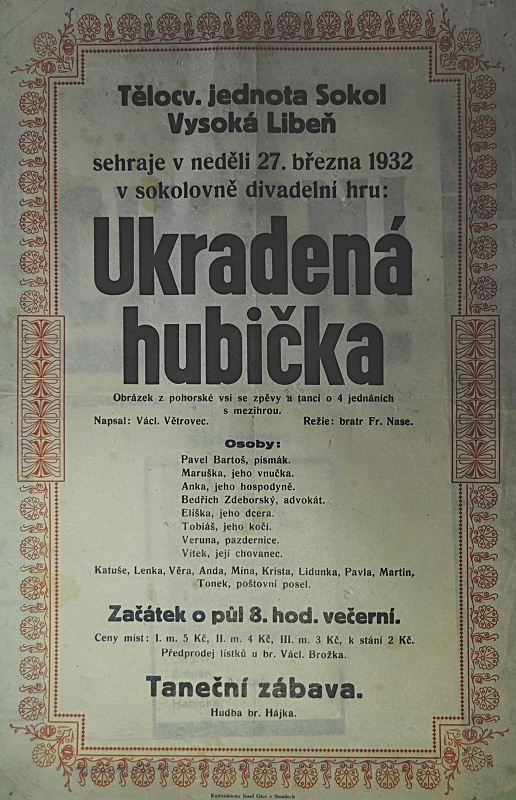 Tělocv. jednota Sokol
Vysoká Libeň
sehraje v neděli 27. března 1932
v sokolovně divadelní hru:
Ukradená
hubička
Obrázek z pohorské vsi se zpěvy a tanci o 4 jednáních
s mezihrou.
Napsal: Václ. Větrovec. Režie: bratr Fr. Nase.
Osoby:
Pavel Bartoš, písmák.
Maruška, jeho vnučka.
Anka, jeho hospodyně.
Bedřich Zdeborský, advokát.
Eliška, jeho dcera.
Tobiáš, jeho kočí.
Veruna, pazdernice.
Vítek, její chovanec.
Katuše, Lenka, Věra, Anda, Mina, Krista, Lidunka, Pavla, Martin,
Tonek, poštovní posel.
Začátek o půl 8. hod. večerní.
Ceny míst: I. m. 5 Kč, II. m. 4 Kč, III. m. 3 Kč, k stání 2 Kč.
Předprodej lístků u br. Václ. Brožka.
Taneční zábava.
Hudba br. Hájka.
Knihtiskárna Josef